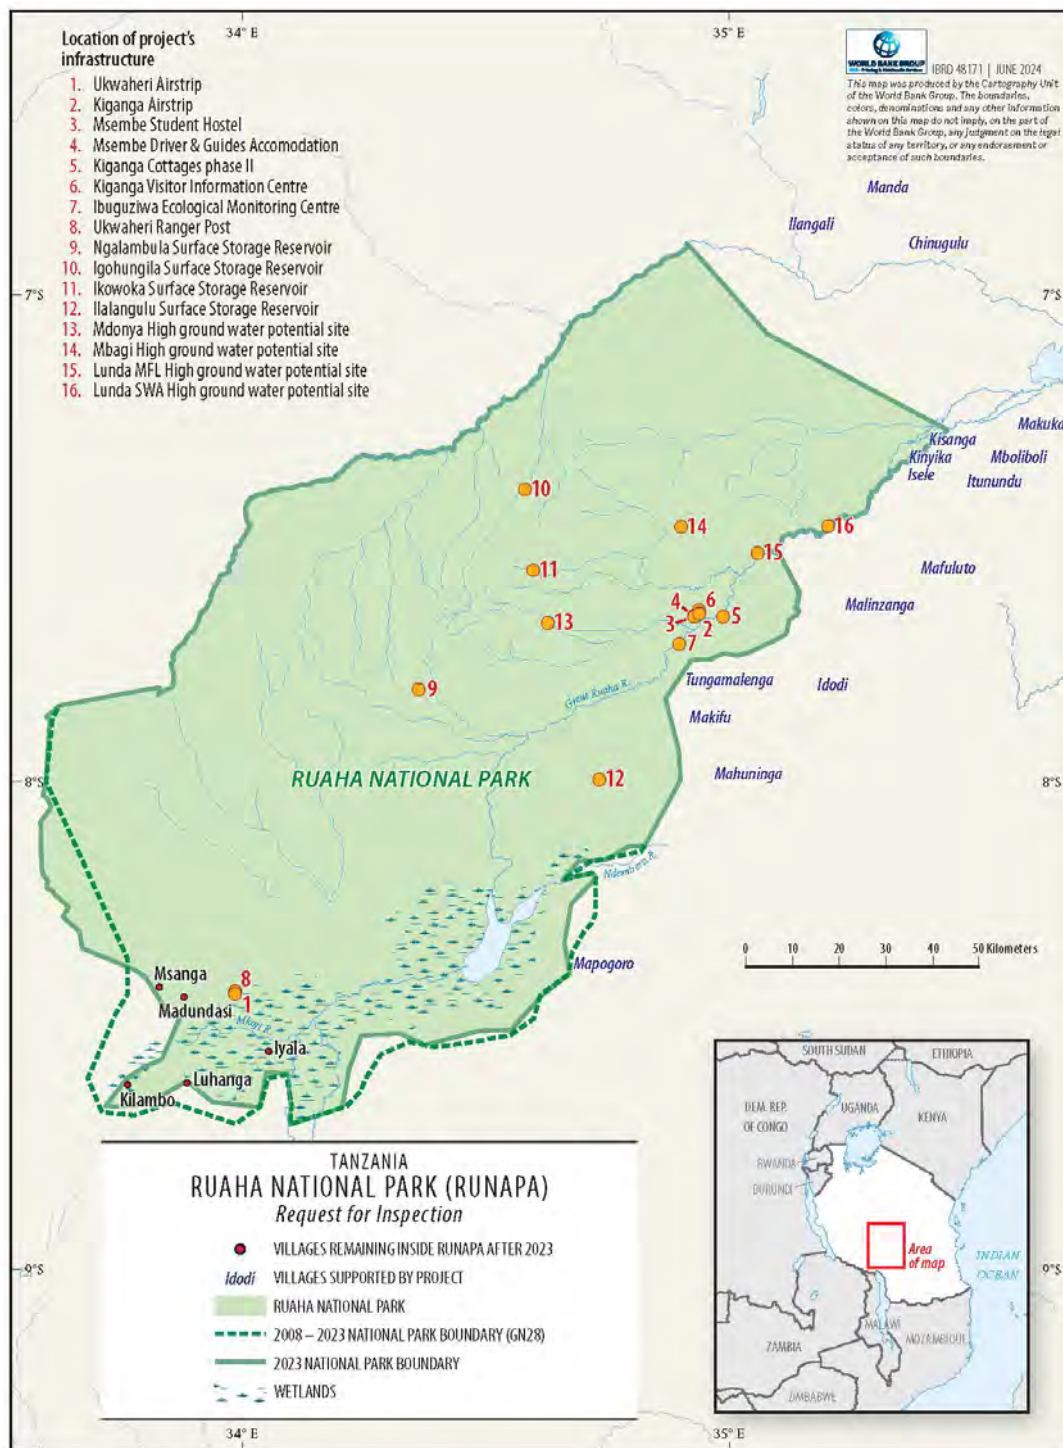 34° E
35° E
Location of project's
infrastructure
1. Ukwaheri Airstrip
2. Kiganga Airstrip
3. Msembe Student Hostel
4. Msembe Driver & Guides Accomodation
5. Kiganga Cottages phase II
6. Kiganga Visitor Information Centre
7. Ibuguziwa Ecological Monitoring Centre
8. Ukwaheri Ranger Post
9. Ngalambula Surface Storage Reservoir
10. Igohungila Surface Storage Reservoir
11. Ikowoka Surface Storage Reservoir
12. Ilalangulu Surface Storage Reservoir
13. Mdonya High ground water potential site
14. Mbagi High ground water potential site
15. Lunda MFL High ground water potential site
16. Lunda SWA High ground water potential site
WORLD BANK GROUP
IBRD 48171 | JUNE 2024
This map was produced by the Cartography Unit
of the World Bank Group. The boundaries,
colors, denominations and any other information
shown on this map do not imply, on the part of
the World Bank Group, any judgment on the legal
status of any territory, or any endorsement or
acceptance of such boundaries.
Manda
Ilangali
Chinugulu
7°S
7°S
Makuka
Kisanga
Kinyika
Mboliboli
Isele
Itunundu
10
14
16
15
11
Mafuluto
4
6
Malinzanga
3
2
5
13
7
Tungamalenga
Idodi
9
Great Ruaha R.
Makifu
RUAHA NATIONAL PARK
12
Mahuninga
8°S
8°S
Ndembera R.
Mapogoro
0 10 20 30 40 50 Kilometers
Msanga
8
Madundasi
1
Mkoji R.
Iyala
Luhanga
Kilambo
TANZANIA
RUAHA NATIONAL PARK (RUNAPA)
Request for Inspection
VILLAGES REMAINING INSIDE RUNAPA AFTER 2023
Idodi VILLAGES SUPPORTED BY PROJECT
RUAHA NATIONAL PARK
2008 – 2023 NATIONAL PARK BOUNDARY (GN28)
2023 NATIONAL PARK BOUNDARY
WETLANDS
SOUTH SUDAN
ETHIOPIA
DEM. REP.
OF CONGO
UGANDA
KENYA
RWANDA
BURUNDI
Area
of map
INDIAN
OCEAN
ZAMBIA
MALAWI
MOZAMBIQUE
ZIMBABWE
9°S
9°S
34° E
35° E